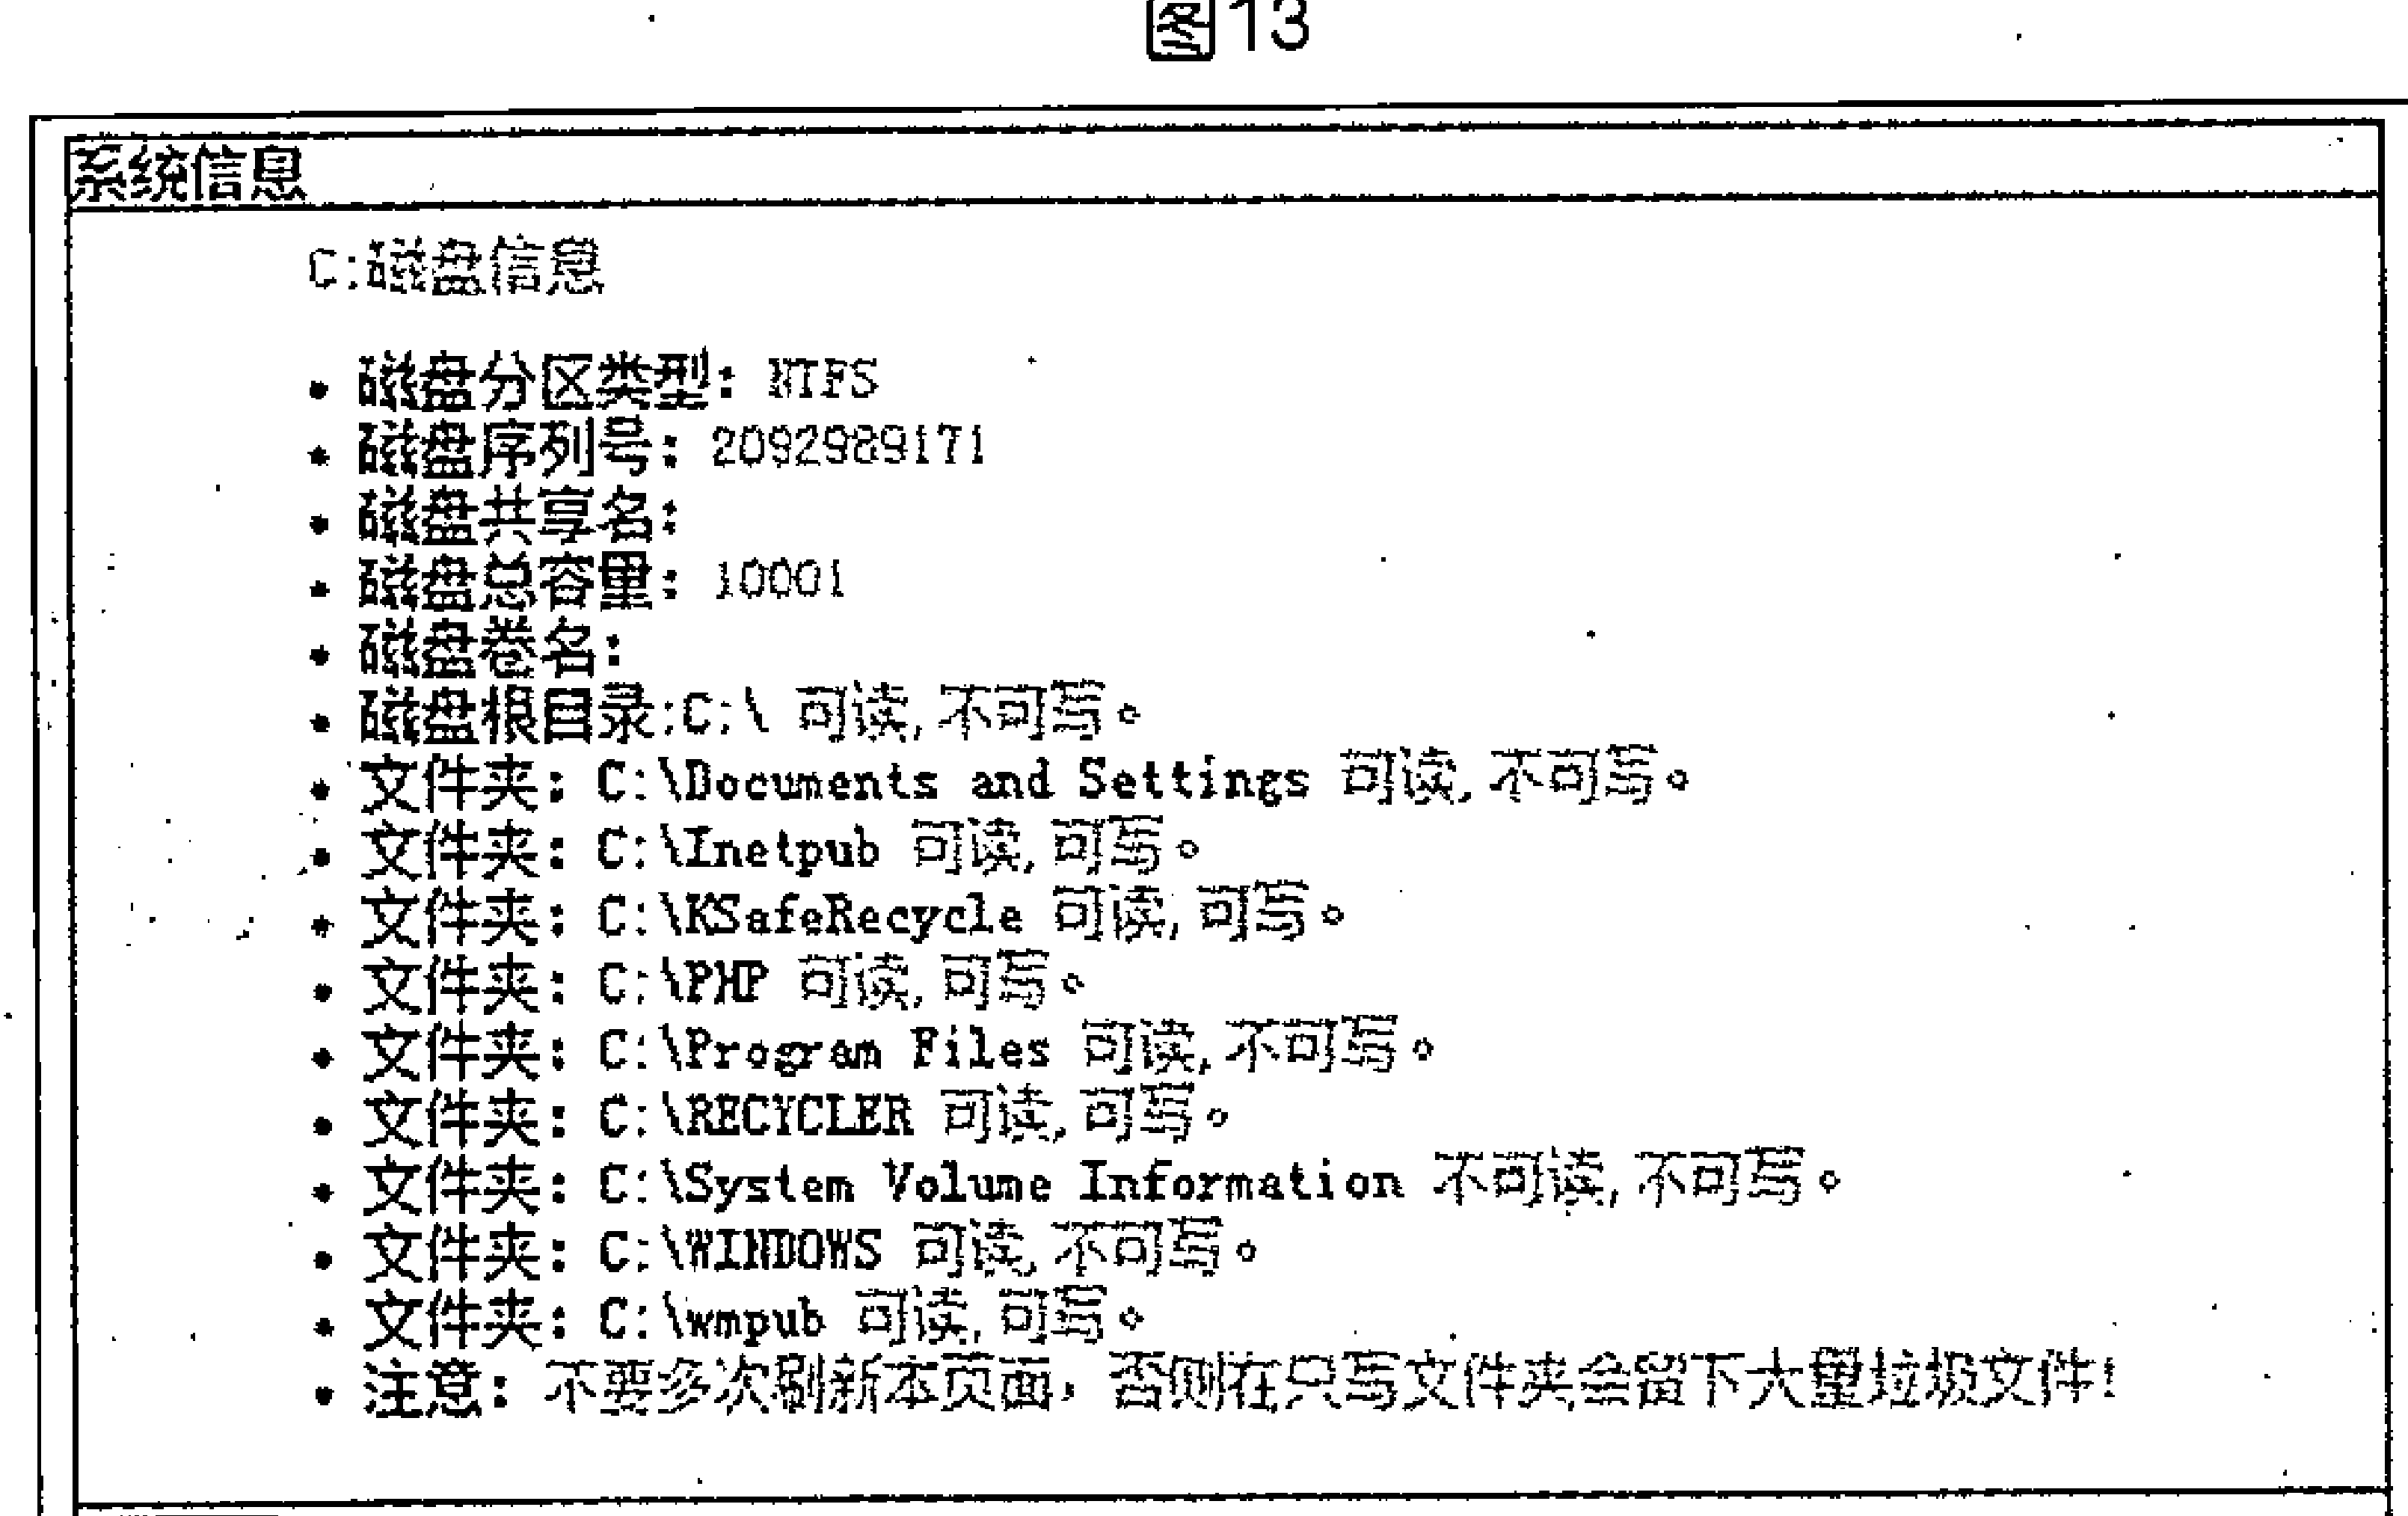 图13
系统信息
C:磁盘信息
• 磁盘分区类型: NTFS
• 磁盘序列号: 2092989171
• 磁盘共享名:
• 磁盘总容量: 10001
• 磁盘卷名:
• 磁盘根目录:C:\ 可读,不可写。
• 文件夹: C:\Documents and Settings 可读,不可写。
• 文件夹: C:\Inetpub 可读,可写。
• 文件夹: C:\KSafeRecycle 可读,可写。
• 文件夹: C:\PHP 可读,可写。
• 文件夹: C:\Program Files 可读,不可写。
• 文件夹: C:\RECYCLER 可读,可写。
• 文件夹: C:\System Volume Information 不可读,不可写。
• 文件夹: C:\WINDOWS 可读,不可写。
• 文件夹: C:\wmpub 可读,可写。
• 注意: 不要多次刷新本页面，否则在只写文件夹会留下大量垃圾文件!